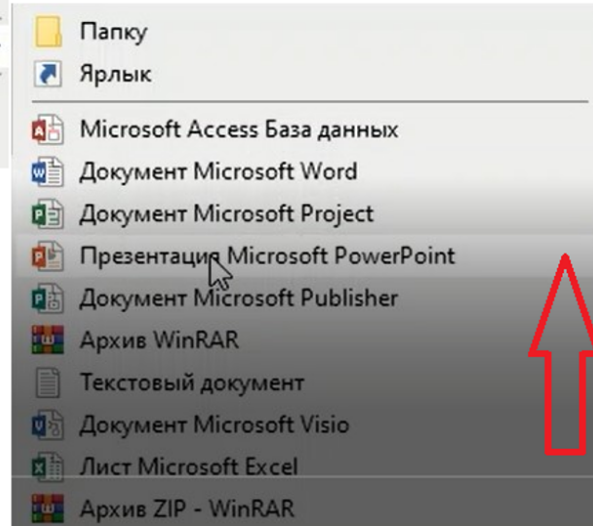 Папку
Ярлык
Microsoft Access База данных
Документ Microsoft Word
Документ Microsoft Project
Презентация Microsoft PowerPoint
Документ Microsoft Publisher
Архив WinRAR
Текстовый документ
Документ Microsoft Visio
Лист Microsoft Excel
Архив ZIP - WinRAR